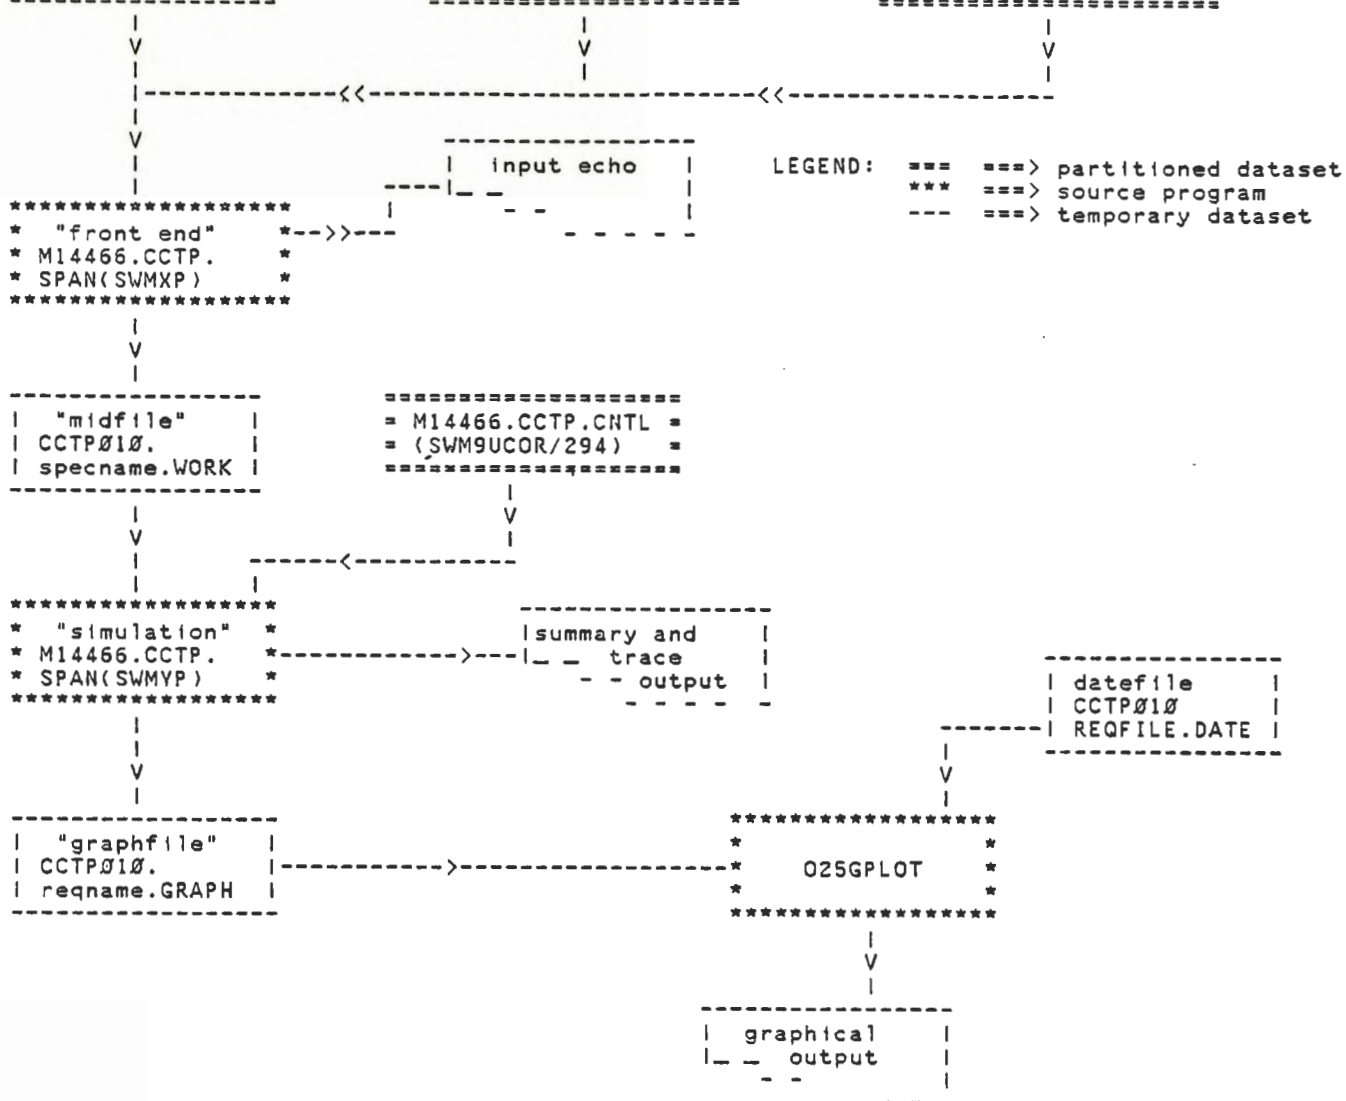 input echo
LEGEND: === ===> partitioned dataset
*** ===> source program
--- ===> temporary dataset
"front end"
M14466.CCTP.
SPAN(SWMXP)
"midfile"
CCTPØ1Ø.
specname.WORK
M14466.CCTP.CNTL
(SWM9UCOR/294)
"simulation"
M14466.CCTP.
SPAN(SWMYP)
summary and
trace
output
datefile
CCTPØ1Ø
REQFILE.DATE
"graphfile"
CCTPØ1Ø.
reqname.GRAPH
O25GPLOT
graphical
output